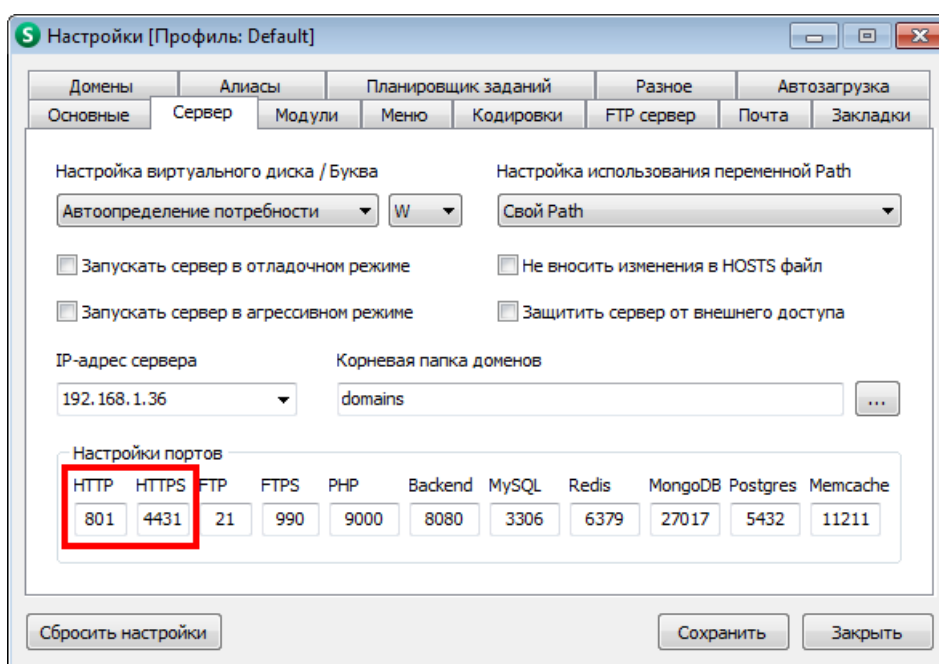 S Настройки [Профиль: Default]
Домены Алиасы Планировщик заданий Разное Автозагрузка
Основные Сервер Модули Меню Кодировки FTP сервер Почта Закладки
Настройка виртуального диска / Буква Настройка использования переменной Path
Автоопределение потребности W Свой Path
Запускать сервер в отладочном режиме Не вносить изменения в HOSTS файл
Запускать сервер в агрессивном режиме Защитить сервер от внешнего доступа
IP-адрес сервера Корневая папка доменов
192.168.1.36 domains ...
Настройки портов
HTTP HTTPS FTP FTPS PHP Backend MySQL Redis MongoDB Postgres Memcache
801 4431 21 990 9000 8080 3306 6379 27017 5432 11211
Сбросить настройки Сохранить Закрыть